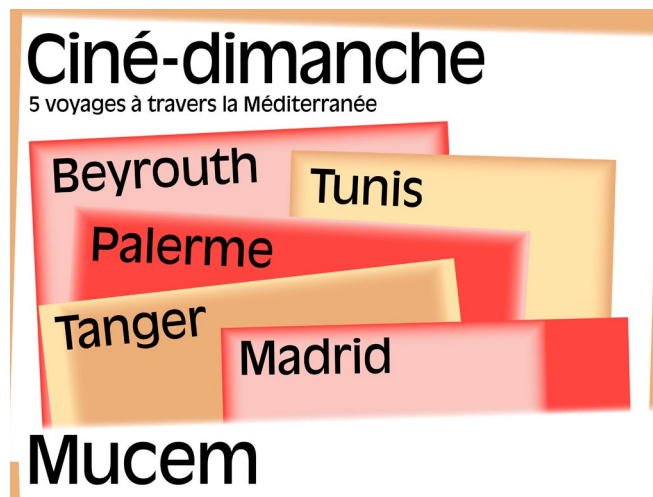 Ciné-dimanche
5 voyages à travers la Méditerranée
Beyrouth
Tunis
Palerme
Tanger
Madrid
Mucem